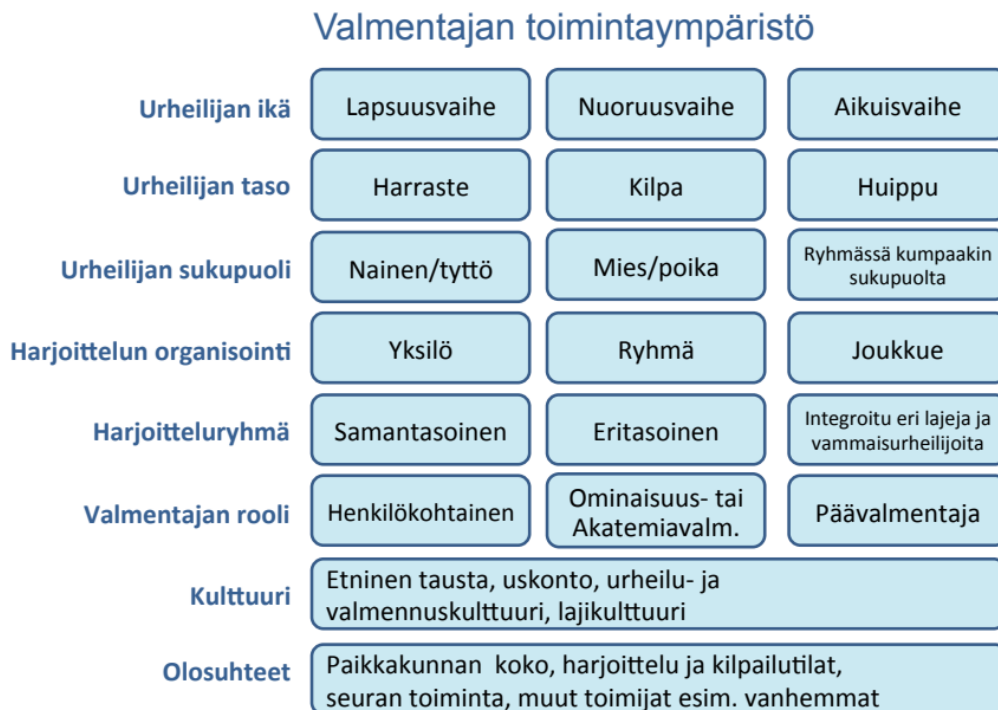 Valmentajan toimintaympäristö
Urheilijan ikä
Lapsuusvaihe
Nuoruusvaihe
Aikuisvaihe
Urheilijan taso
Harraste
Kilpa
Huippu
Urheilijan sukupuoli
Nainen/tyttö
Mies/poika
Ryhmässä kumpaakin
sukupuolta
Harjoittelun organisointi
Yksilö
Ryhmä
Joukkue
Harjoitteluryhmä
Samantasoinen
Eritasoinen
Integroitu eri lajeja ja
vammaisurheilijoita
Valmentajan rooli
Henkilökohtainen
Ominaisuus- tai
Akatemiavalm.
Päävalmentaja
Kulttuuri
Etninen tausta, uskonto, urheilu- ja
valmennuskulttuuri, lajikulttuuri
Olosuhteet
Paikkakunnan koko, harjoittelu ja kilpailutilat,
seuran toiminta, muut toimijat esim. vanhemmat